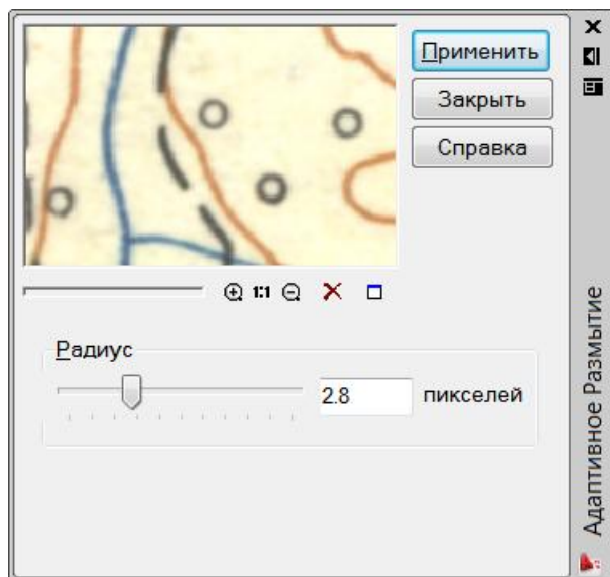 Применить
Закрыть
Справка
1:1
Радиус
2.8
пикселей
Адаптивное Размытие